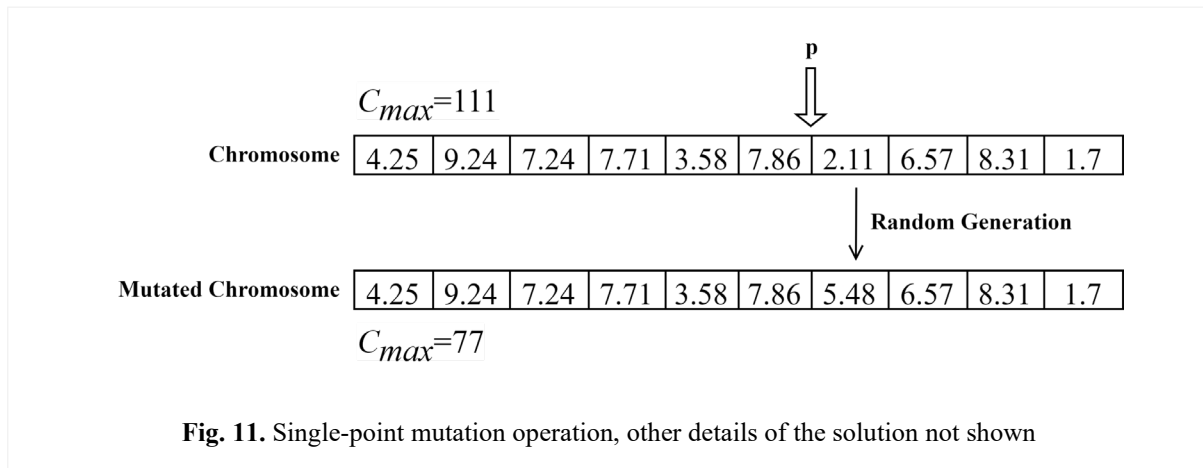 p
Cmax=111
Chromosome 4.25 9.24 7.24 7.71 3.58 7.86 2.11 6.57 8.31 1.7
Random Generation
Mutated Chromosome 4.25 9.24 7.24 7.71 3.58 7.86 5.48 6.57 8.31 1.7
Cmax=77
Fig. 11. Single-point mutation operation, other details of the solution not shown